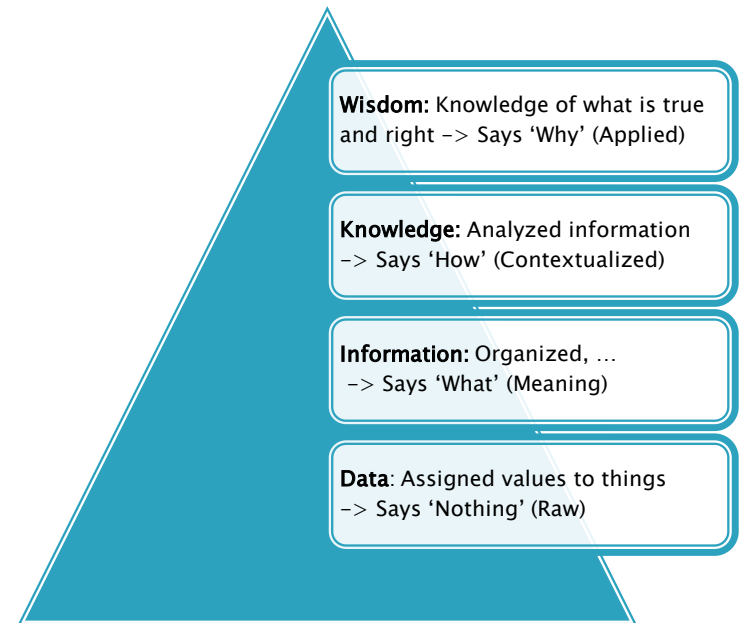 Wisdom: Knowledge of what is true
and right -> Says ‘Why’ (Applied)
Knowledge: Analyzed information
-> Says ‘How’ (Contextualized)
Information: Organized, …
-> Says ‘What’ (Meaning)
Data: Assigned values to things
-> Says ‘Nothing’ (Raw)